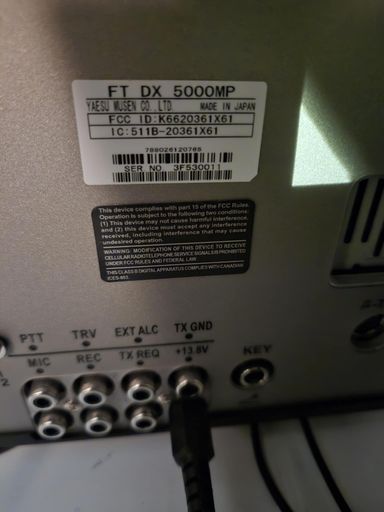 FT DX 5000MP
YAESU MUSEN CO., LTD. MADE IN JAPAN
FCC ID:K6620361X61
IC:511B-20361X61
788026120765
SER NO 3F530011
This device complies with part 15 of the FCC Rules.
Operation is subject to the following two conditions:
(1) This device may not cause harmful interference,
and (2) this device must accept any interference
received, including interference that may cause
undesired operation
WARNING: MODIFICATION OF THIS DEVICE TO RECEIVE
CELLULAR RADIOTELEPHONE SERVICE SIGNALS IS PROHIBITED
UNDER FCC RULES AND FEDERAL LAW
THIS CLASS B DIGITAL APPARATUS COMPLIES WITH CANADIAN
ICES-003.
PTT TRV EXT ALC TX GND
MIC REC TX REQ +13.8V KEY
2